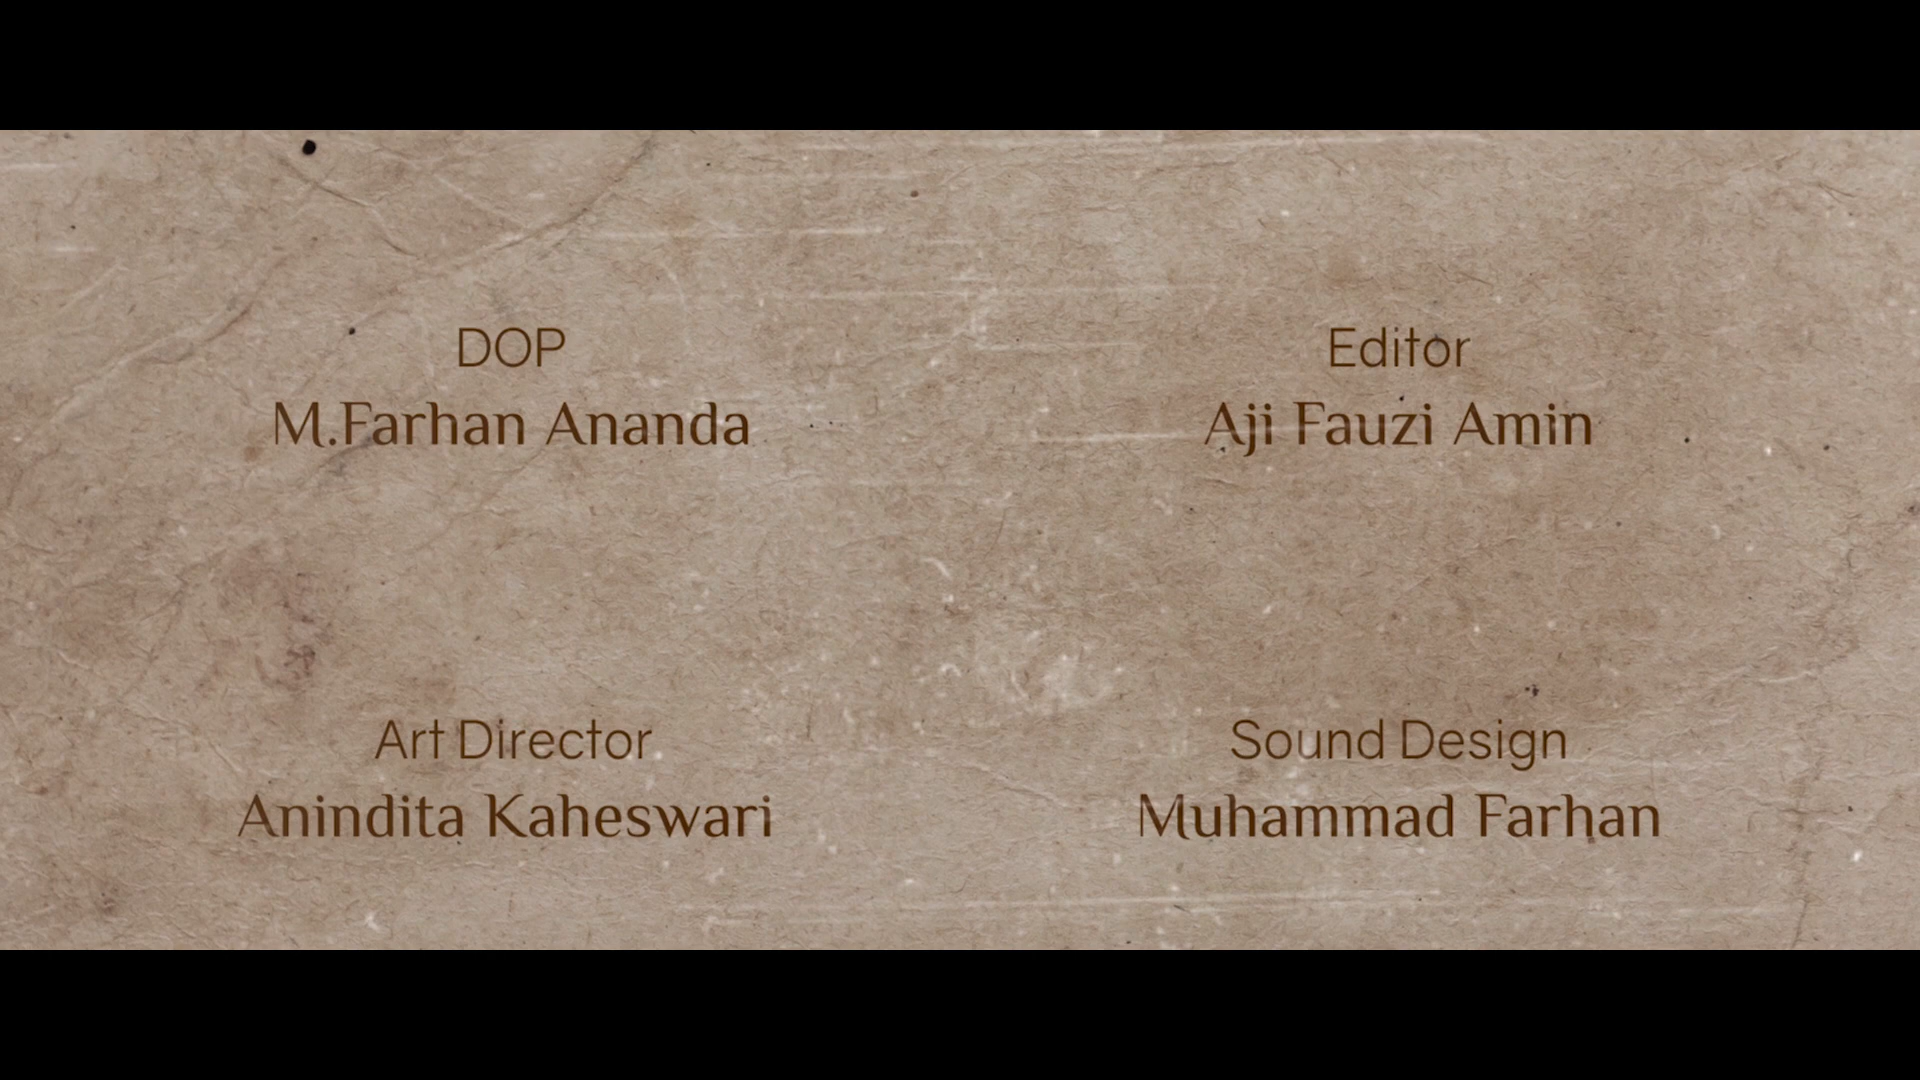 DOP
M.Farhan Ananda
Editor
Aji Fauzi Amin
Art Director
Anindita Kaheswari
Sound Design
Muhammad Farhan